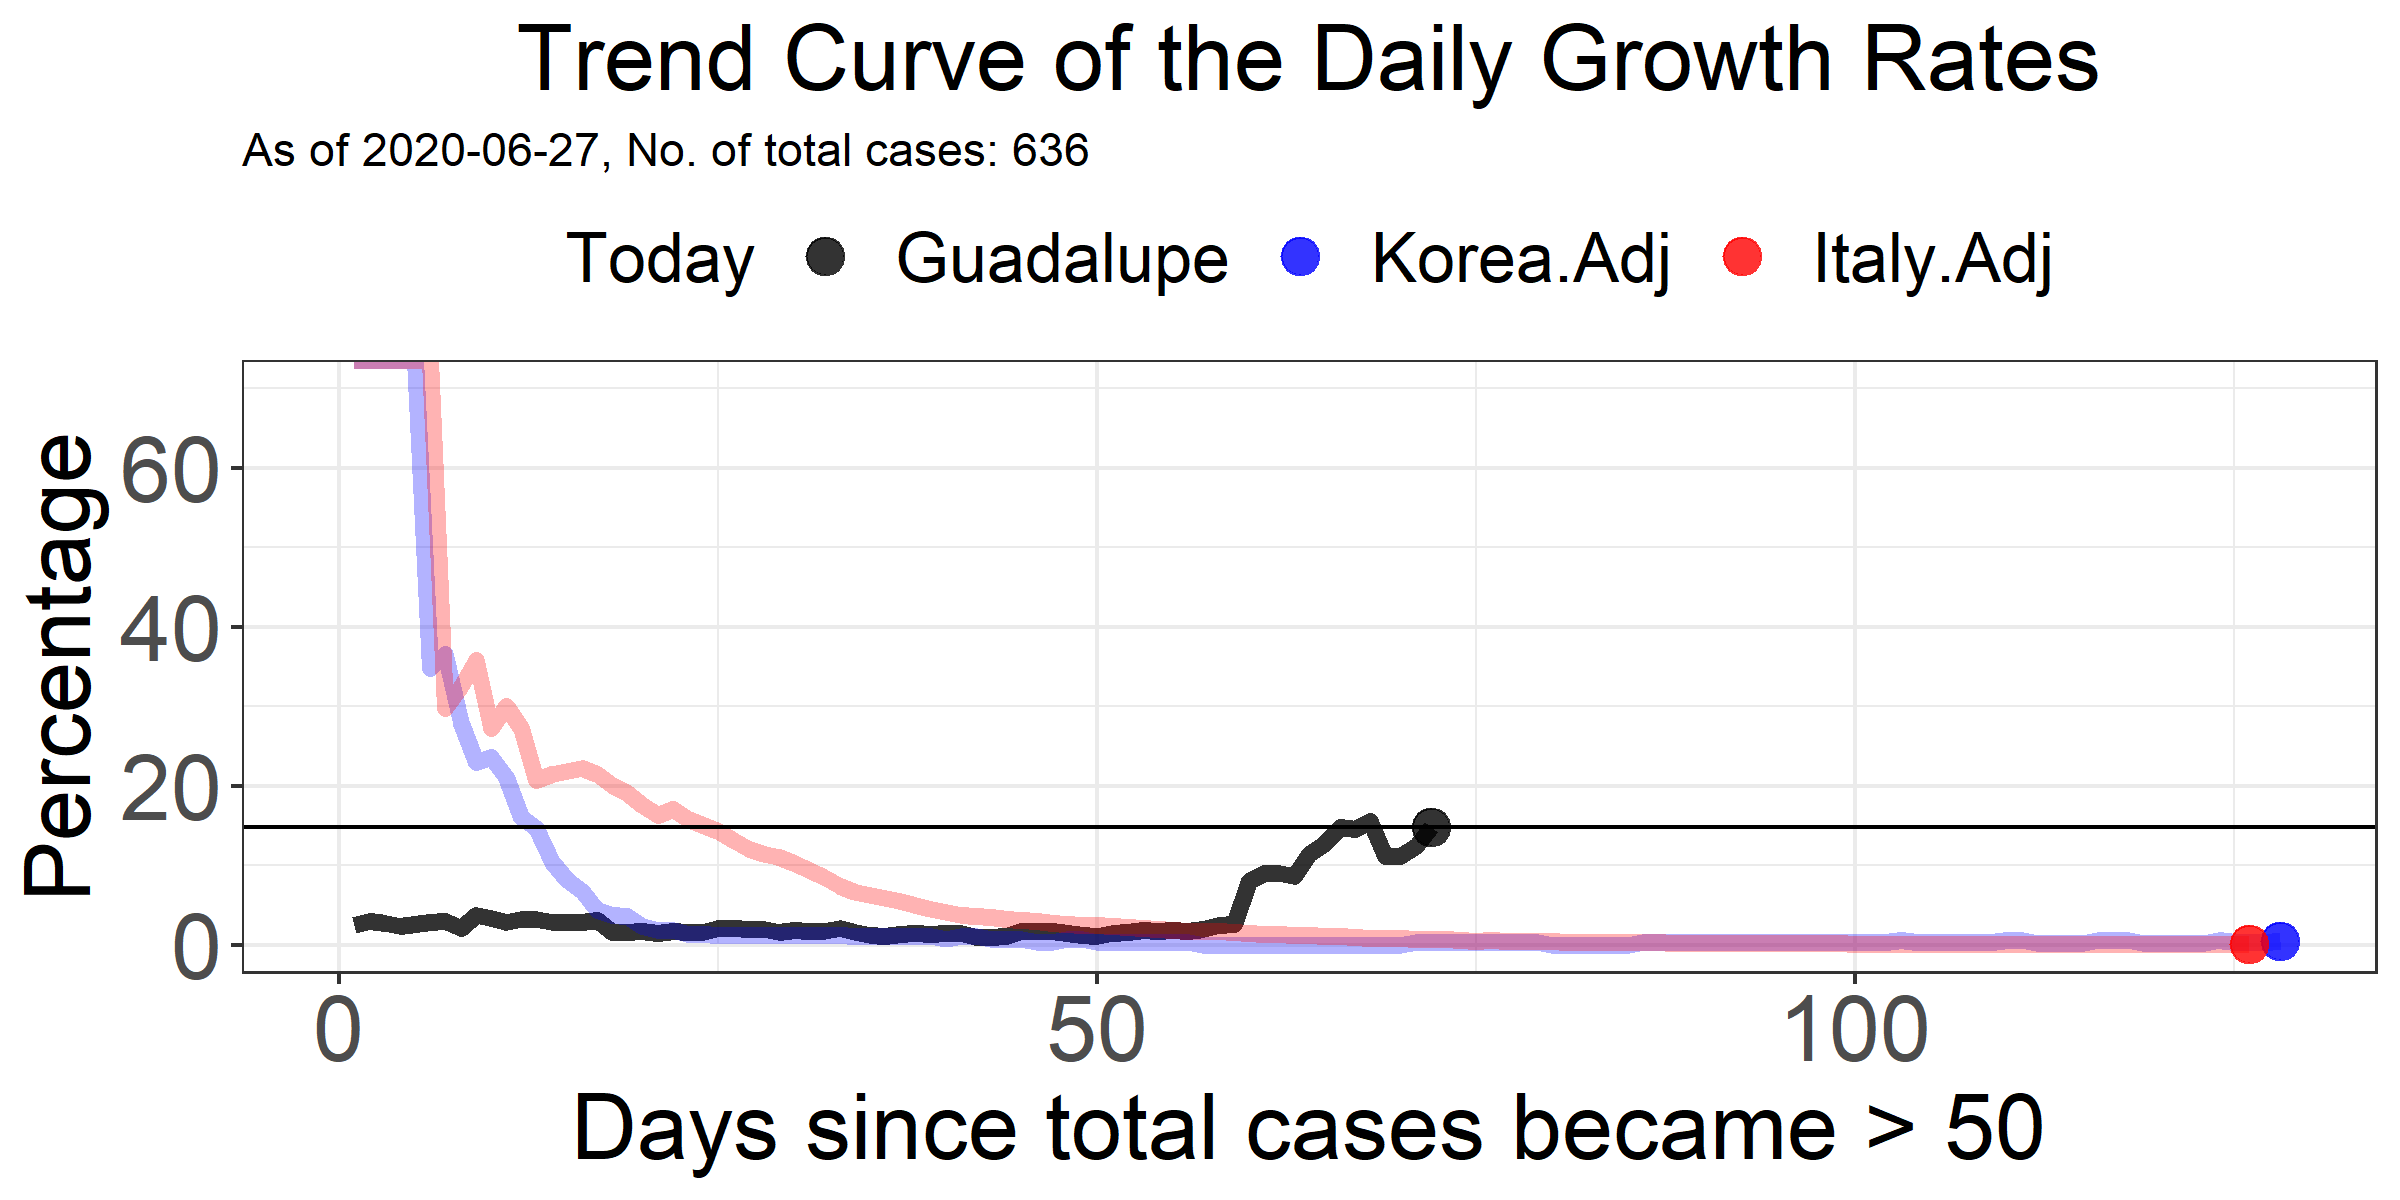 Trend Curve of the Daily Growth Rates
As of 2020-06-27, No. of total cases: 636
Today Guadalupe Korea.Adj Italy.Adj
Percentage
60
40
20
0
0 50 100
Days since total cases became > 50